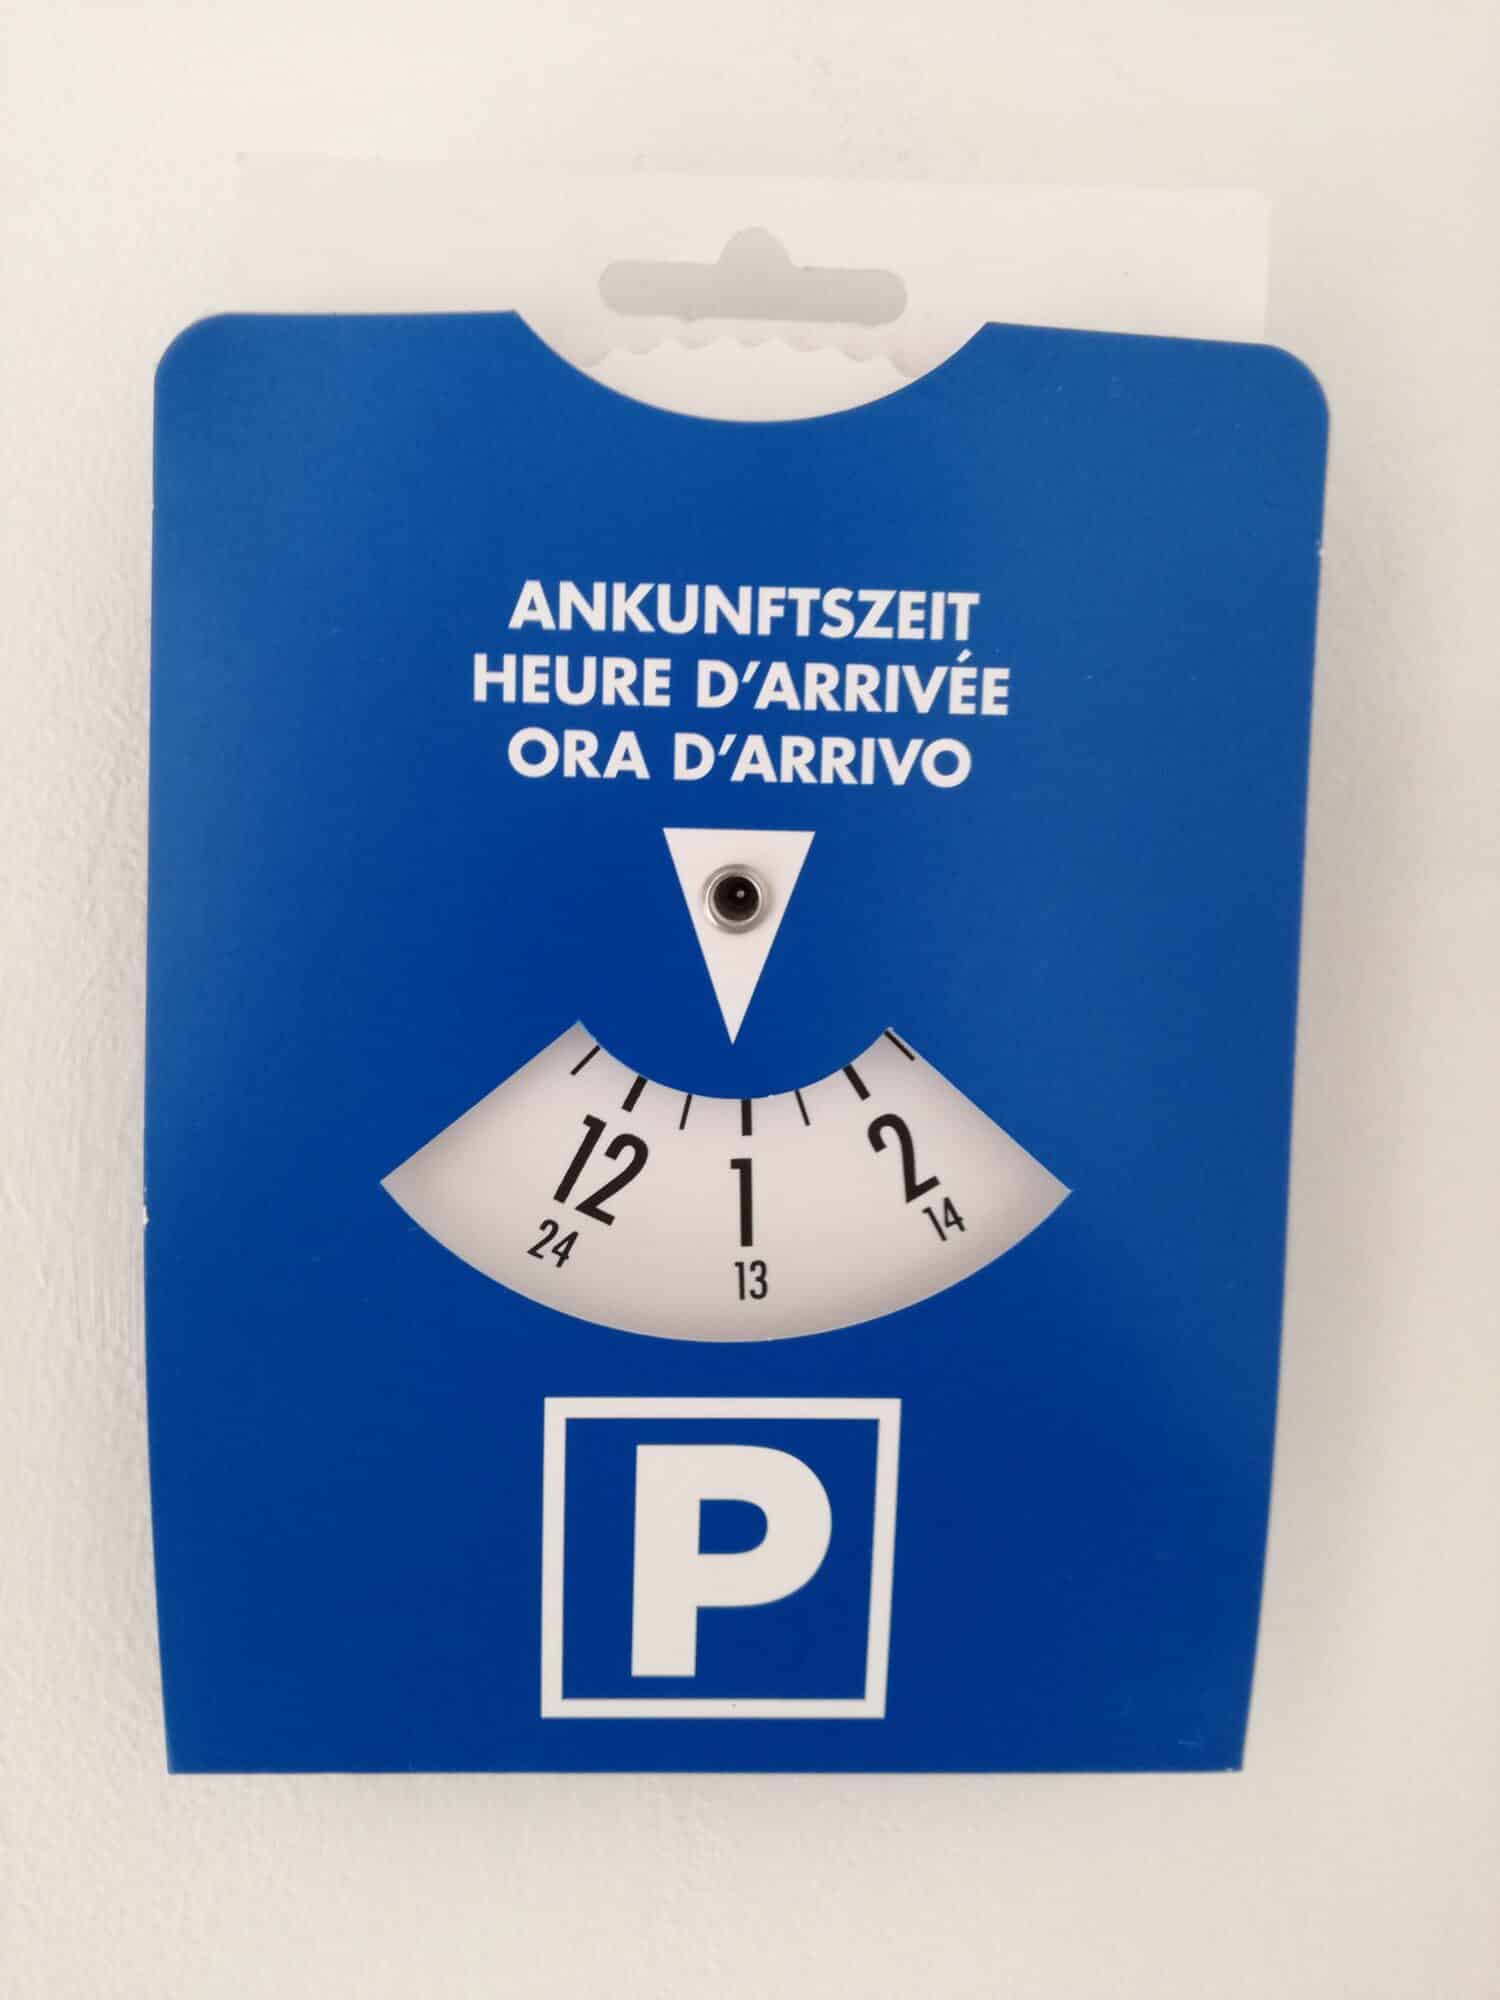 ANKUNFTSZEIT
HEURE D'ARRIVÉE
ORA D'ARRIVO
12 1 2
24 13 14
P